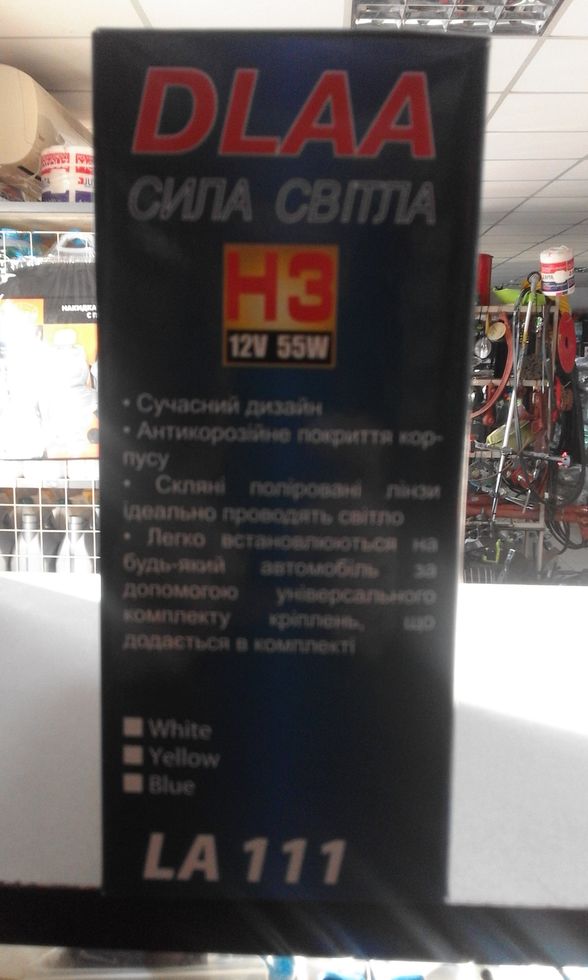 DLAA
СИЛА СВІТЛА
H3
12V 55W
• Сучасний дизайн
• Антикорозійне покриття кор-
пусу
• Скляні поліровані лінзи
ідеально проводять світло
• Легко встановлюються на
будь-який автомобіль за
допомогою універсального
комплекту кріплень, що
додається в комплекті
White
Yellow
Blue
LA 111
НАКИДКА